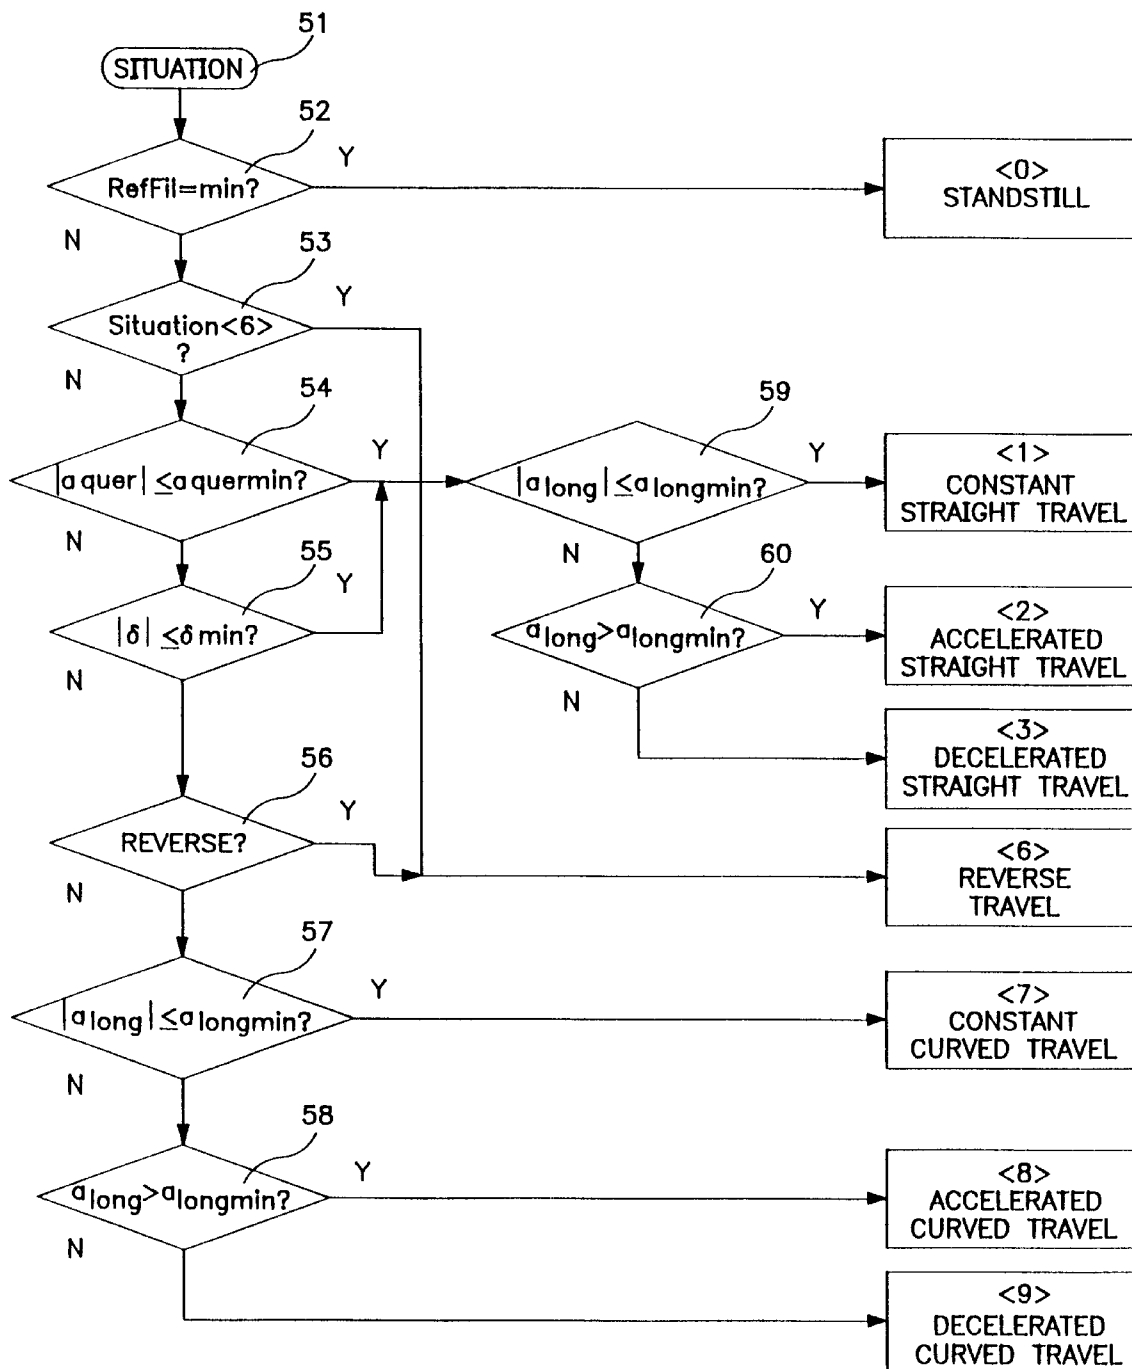 51
SITUATION
52
RefFil=min?
Y
N
<0>
STANDSTILL
53
Situation<6>
?
Y
N
54
|a quer| ≤a quermin?
Y
N
59
|a long| ≤a longmin?
Y
N
<1>
CONSTANT
STRAIGHT TRAVEL
55
|δ| ≤δ min?
Y
N
60
a long>a longmin?
Y
N
<2>
ACCELERATED
STRAIGHT TRAVEL
<3>
DECELERATED
STRAIGHT TRAVEL
56
REVERSE?
Y
N
<6>
REVERSE
TRAVEL
57
|a long| ≤a longmin?
Y
N
<7>
CONSTANT
CURVED TRAVEL
58
a long>a longmin?
Y
N
<8>
ACCELERATED
CURVED TRAVEL
<9>
DECELERATED
CURVED TRAVEL